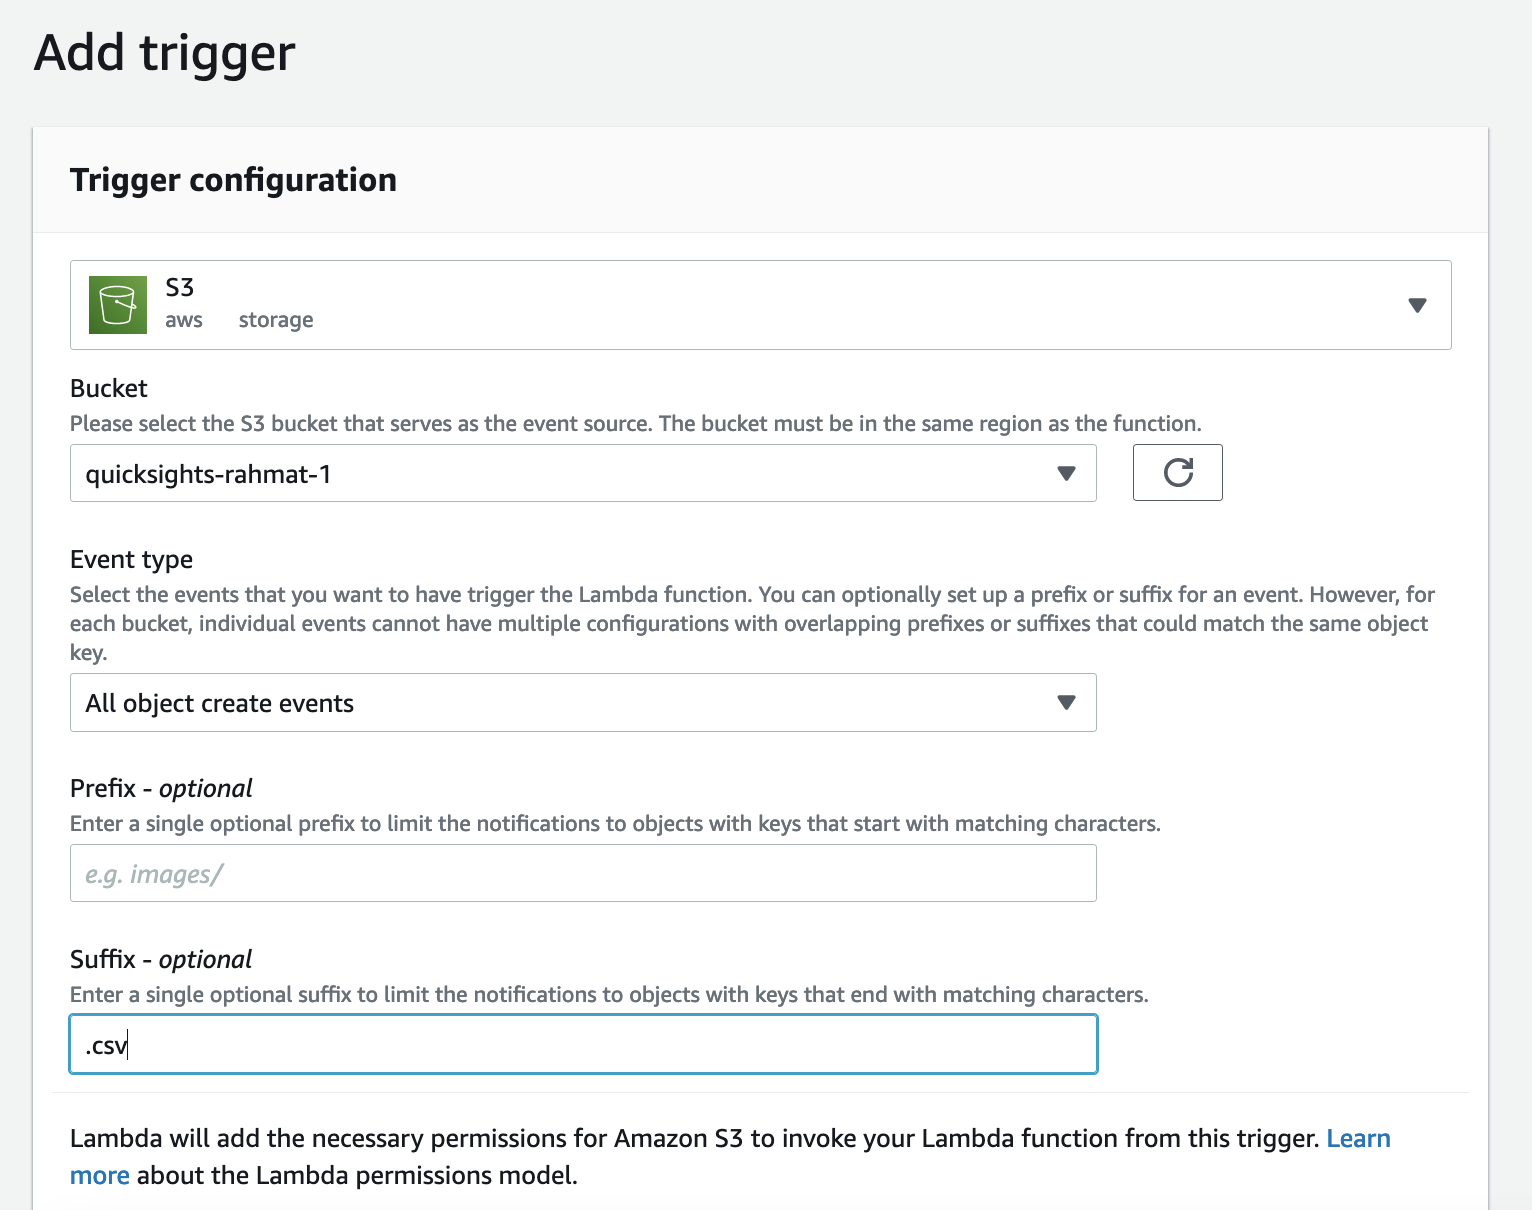 Add trigger
Trigger configuration
S3
aws storage
Bucket
Please select the S3 bucket that serves as the event source. The bucket must be in the same region as the function.
quicksights-rahmat-1
Event type
Select the events that you want to have trigger the Lambda function. You can optionally set up a prefix or suffix for an event. However, for
each bucket, individual events cannot have multiple configurations with overlapping prefixes or suffixes that could match the same object
key.
All object create events
Prefix - optional
Enter a single optional prefix to limit the notifications to objects with keys that start with matching characters.
e.g. images/
Suffix - optional
Enter a single optional suffix to limit the notifications to objects with keys that end with matching characters.
.csv
Lambda will add the necessary permissions for Amazon S3 to invoke your Lambda function from this trigger. Learn
more about the Lambda permissions model.